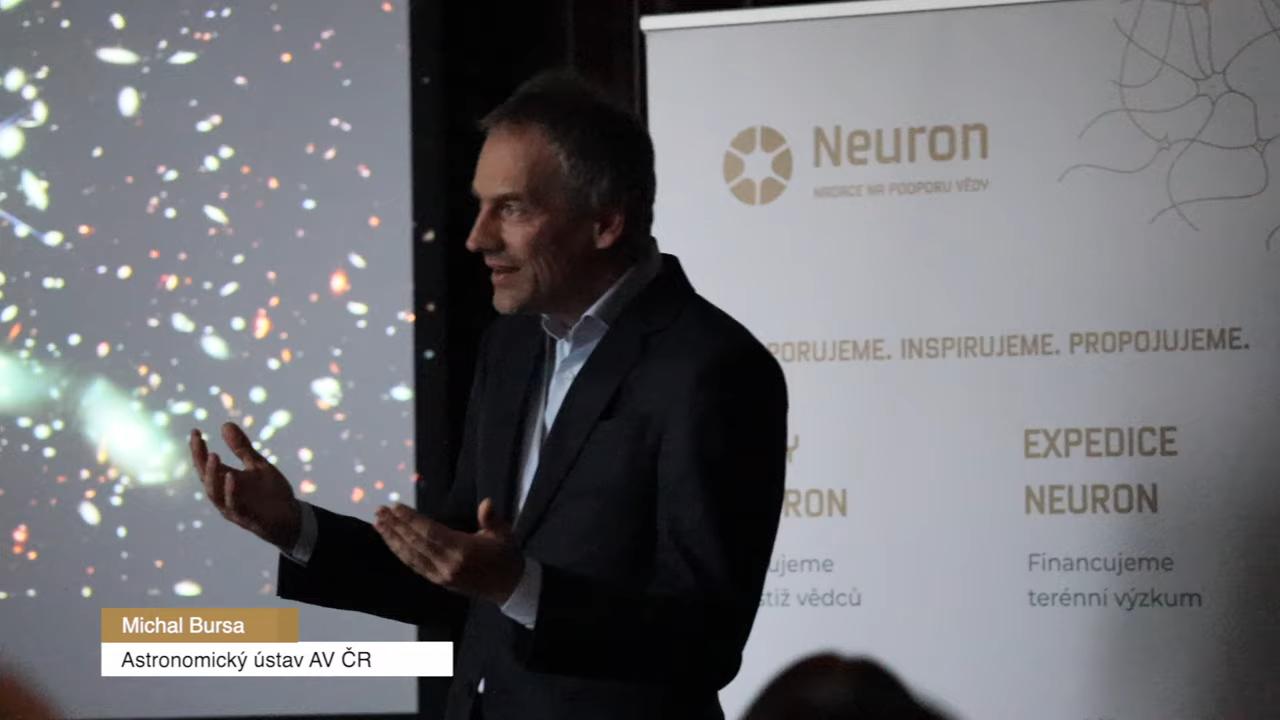 Neuron
NADACE NA PODPORU VĚDY
PORUJEME. INSPIRUJEME. PROPOJUJEME.
Y
RON
EXPEDICE
NEURON
ujeme
stiž vědců
Financujeme
terénní výzkum
Michal Bursa
Astronomický ústav AV ČR